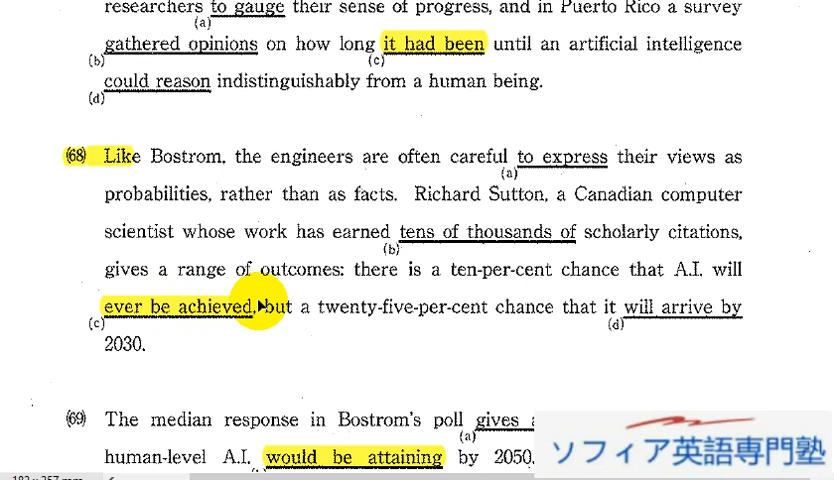 researchers to gauge their sense of progress, and in Puerto Rico a survey
(a)
gathered opinions on how long it had been until an artificial intelligence
(b) (c)
could reason indistinguishably from a human being.
(d)
(68) Like Bostrom, the engineers are often careful to express their views as
(a)
probabilities, rather than as facts. Richard Sutton, a Canadian computer
scientist whose work has earned tens of thousands of scholarly citations,
(b)
gives a range of outcomes: there is a ten-per-cent chance that A.I. will
ever be achieved, but a twenty-five-per-cent chance that it will arrive by
(c) (d)
2030.
(69) The median response in Bostrom's poll gives
(a)
human-level A.I. would be attaining by 2050.
ソフィア英語専門塾